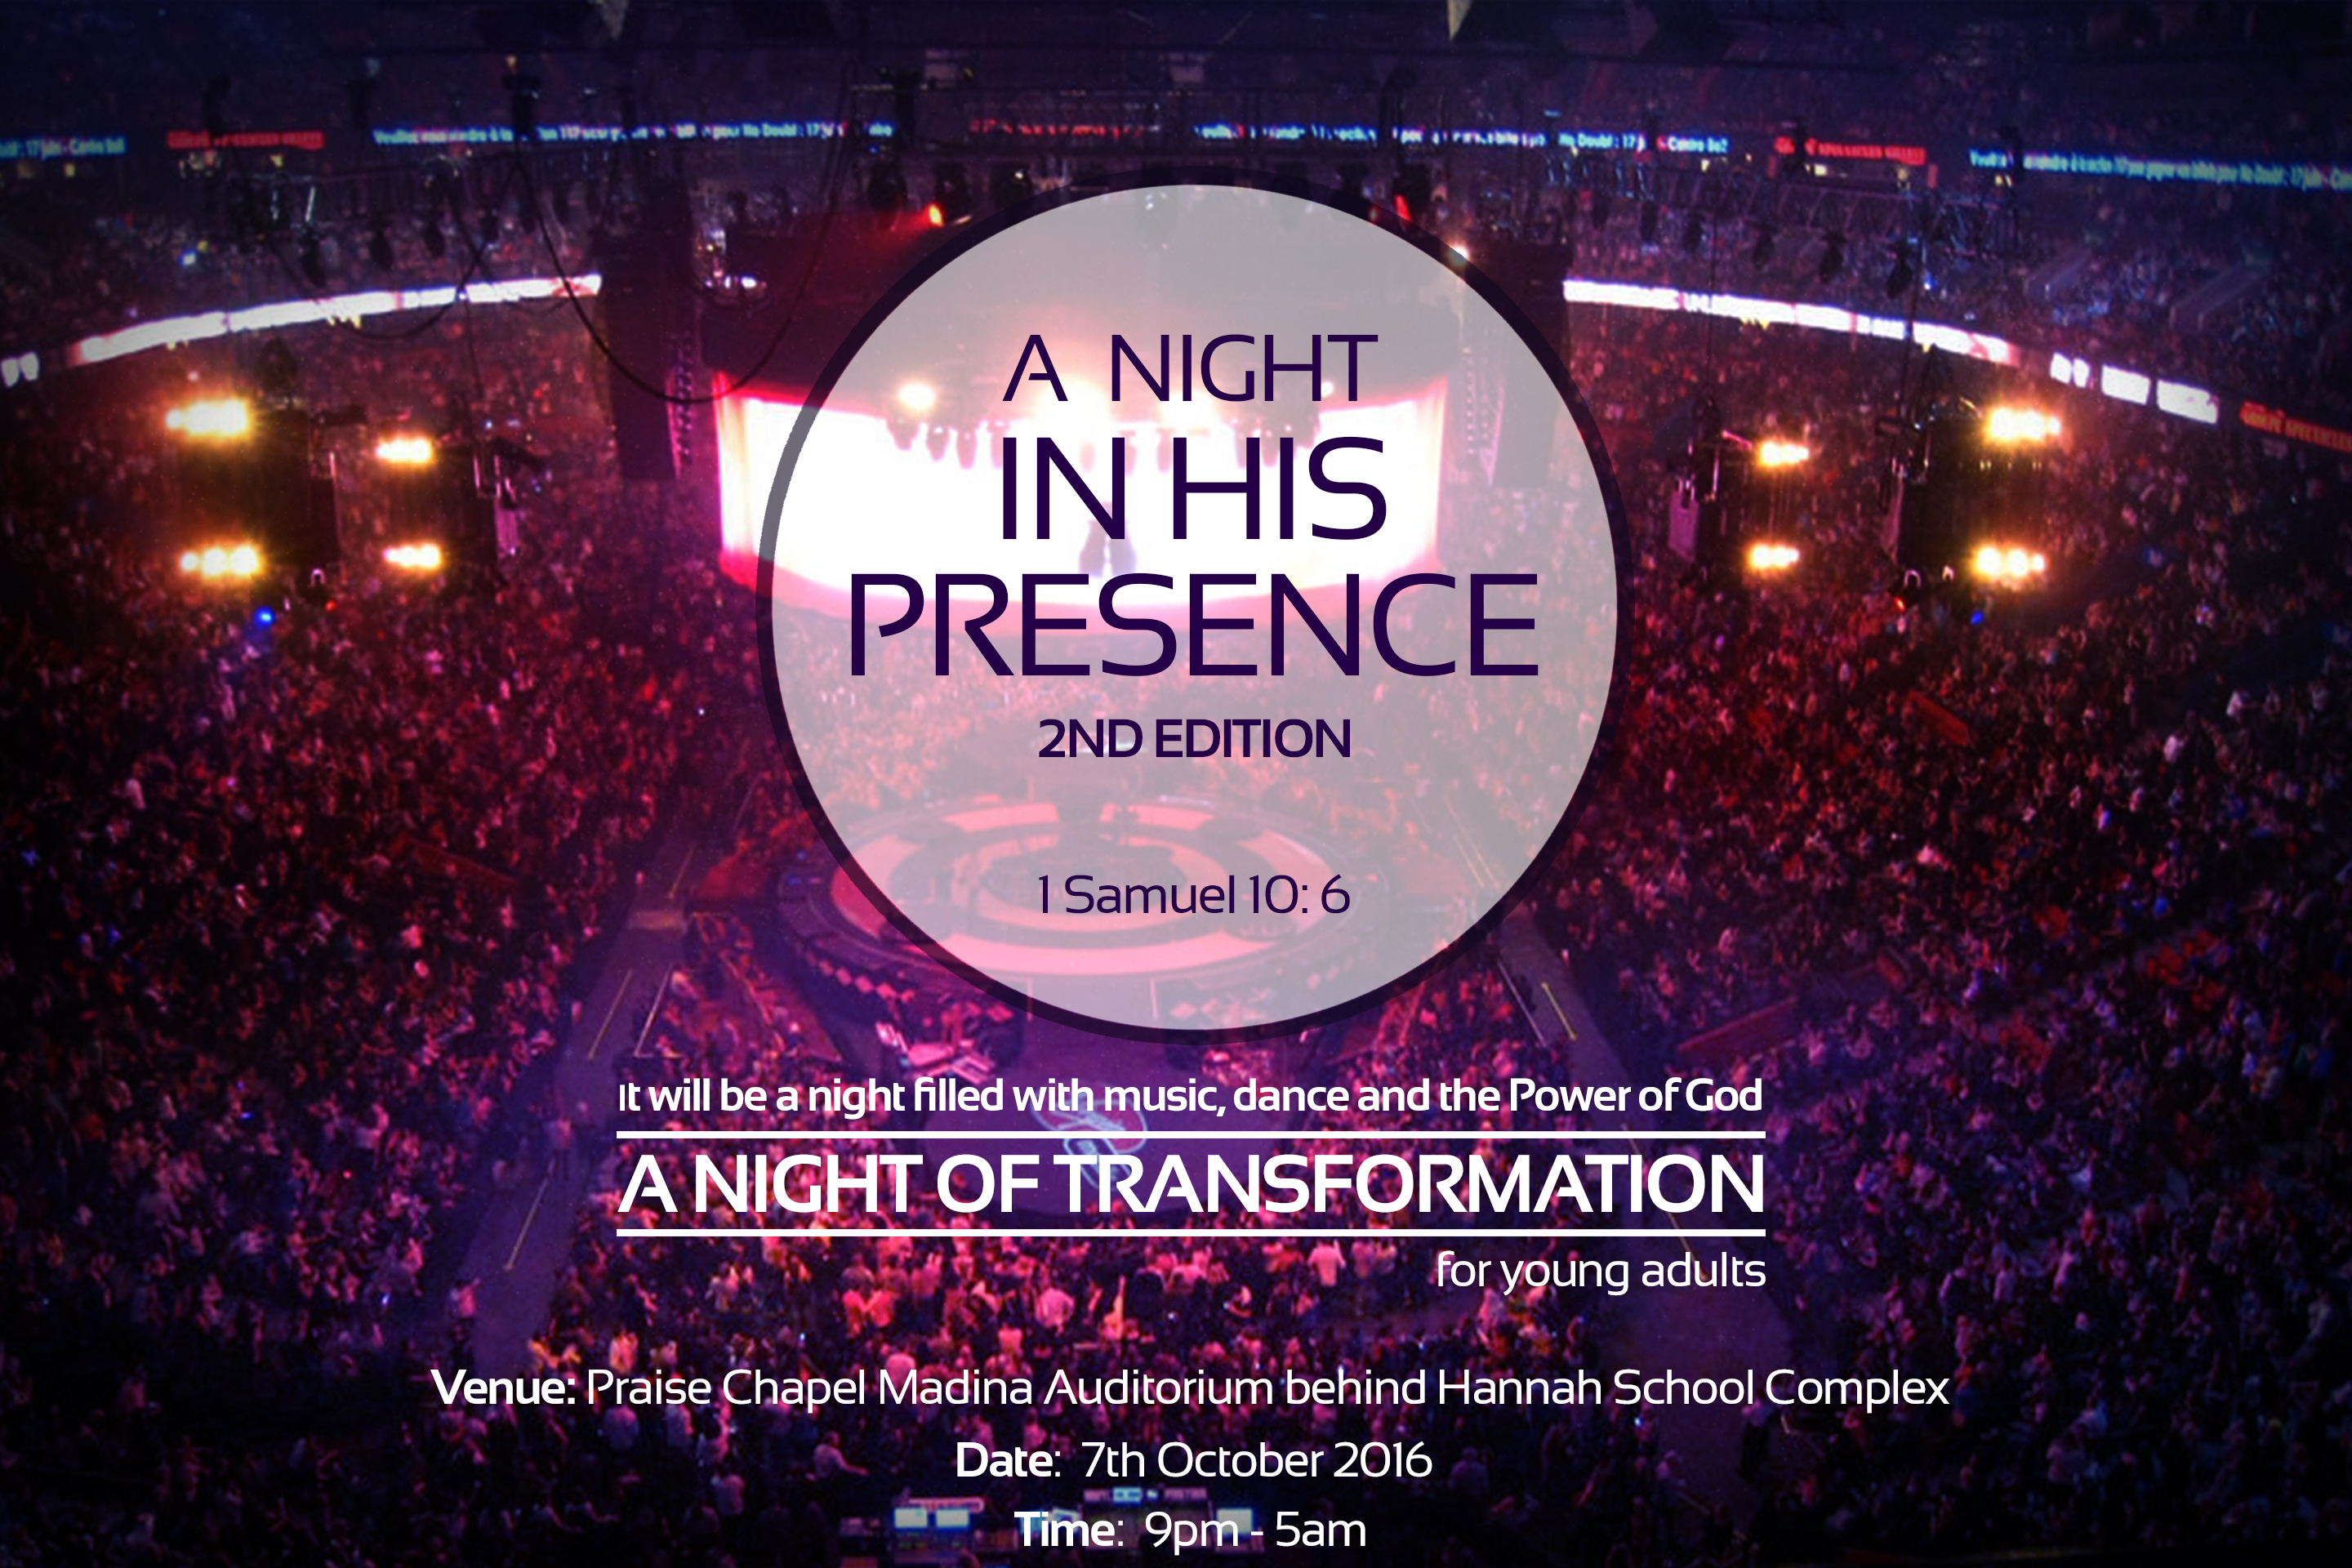 A NIGHT
IN HIS
PRESENCE
2ND EDITION
1 Samuel 10: 6
It will be a night filled with music, dance and the Power of God
A NIGHT OF TRANSFORMATION
for young adults
Venue: Praise Chapel Madina Auditorium behind Hannah School Complex
Date: 7th October 2016
Time: 9pm - 5am